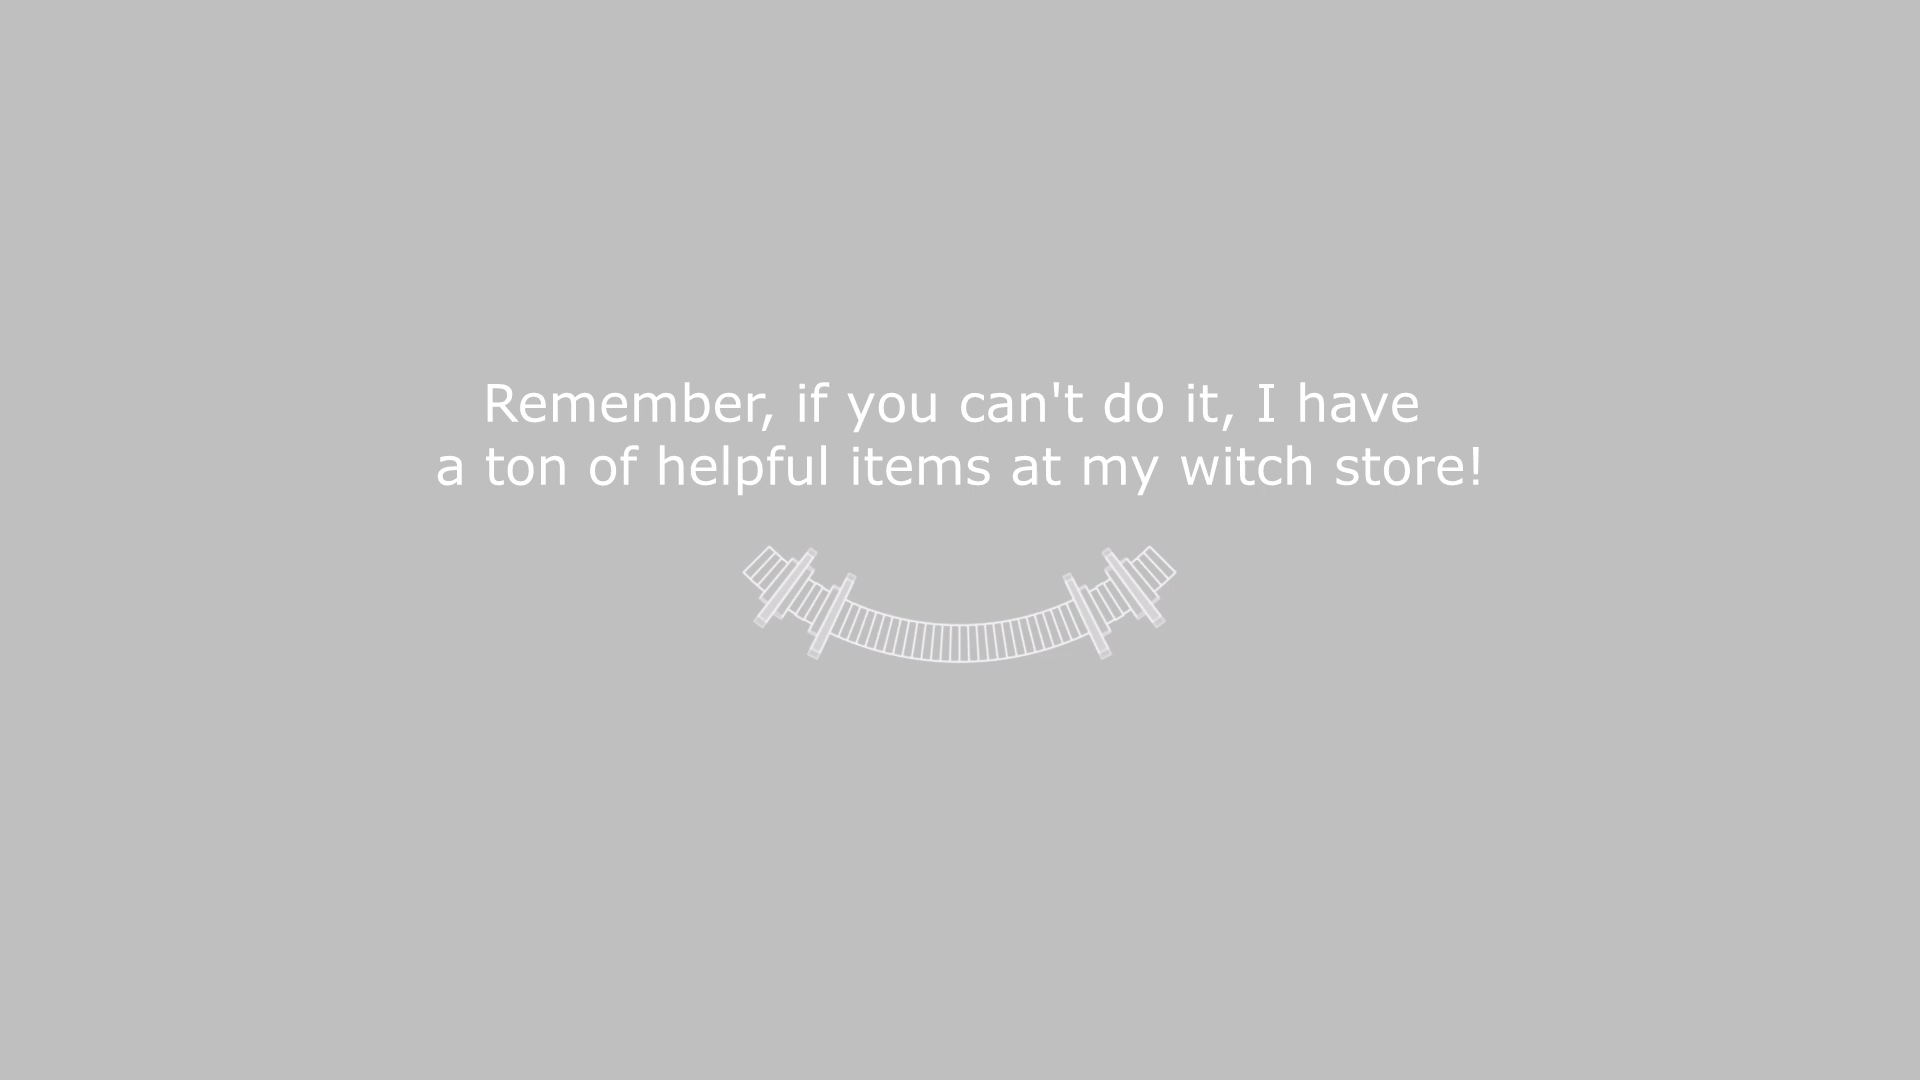 Remember, if you can't do it, I have
a ton of helpful items at my witch store!